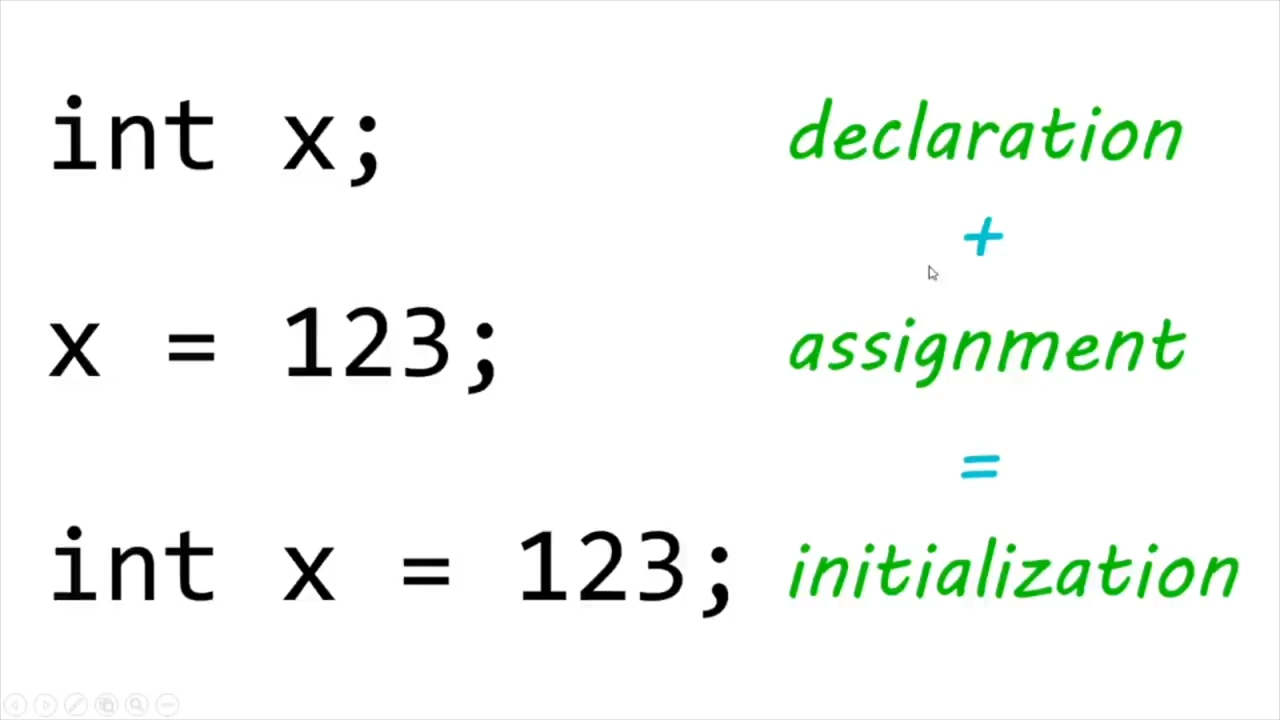 int x; declaration
+
x = 123; assignment
=
int x = 123; initialization